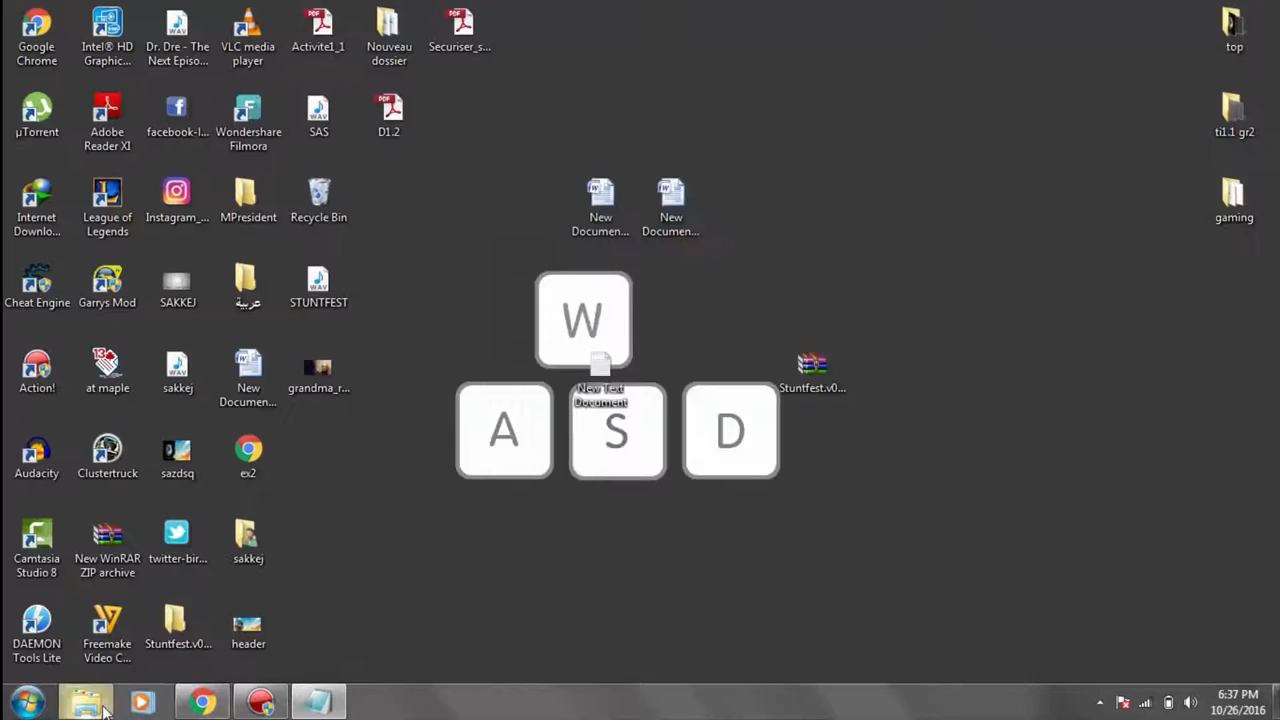 Google
Chrome
Intel® HD
Graphic...
Dr. Dre - The
Next Episo...
VLC media
player
Activite1_1
Nouveau
dossier
Securiser_s...
top
µTorrent
Adobe
Reader XI
facebook-l...
Wondershare
Filmora
SAS
D1.2
ti1.1 gr2
Internet
Downlo...
League of
Legends
Instagram_...
MPresident
Recycle Bin
New
Documen...
New
Documen...
gaming
Cheat Engine
Garrys Mod
SAKKEJ
عربية
STUNTFEST
W
Action!
at maple
sakkej
New
Documen...
grandma_r...
New Text
Document
Stuntfest.v0...
A
S
D
Audacity
Clustertruck
sazdsq
ex2
Camtasia
Studio 8
New WinRAR
ZIP archive
twitter-bir...
sakkej
DAEMON
Tools Lite
Freemake
Video C...
Stuntfest.v0...
header
6:37 PM
10/26/2016